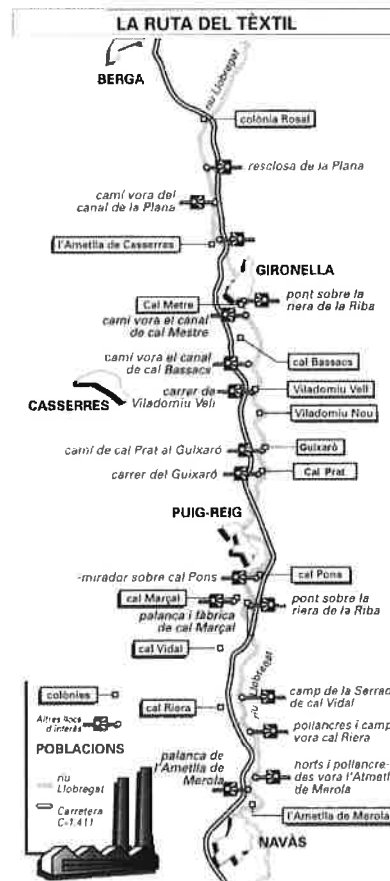 LA RUTA DEL TÈXTIL
BERGA
riu Llobregat
colònia Rosal
resclosa de la Plana
camí vora del
canal de la Plana
l'Ametlla de Casserres
GIRONELLA
Cal Metre
pont sobre la
riera de la Riba
camí vora el canal
de cal Mestre
cal Bassacs
camí vora el canal
de cal Bassacs
CASSERRES
carrer de
Viladomiu Vell
Viladomiu Vell
Viladomiu Nou
camí de cal Prat al Guixaró
Guixaró
carrer del Guixaró
Cal Prat
PUIG-REIG
mirador sobre cal Pons
cal Pons
cal Marçal
palanca i fàbrica
de cal Marçal
pont sobre la
riera de la Riba
cal Vidal
riu Llobregat
colònies
cal Riera
camp de la Serrada
de cal Vidal
Altres llocs
d'interès
pollancres i camp
vora cal Riera
POBLACIONS
palanca de
l'Ametlla de
Merola
horts i pollancre-
das vora l'Atmetlla
de Merola
riu
Llobregat
Carretera
C-1.411
l'Ametlla de Merola
NAVÀS